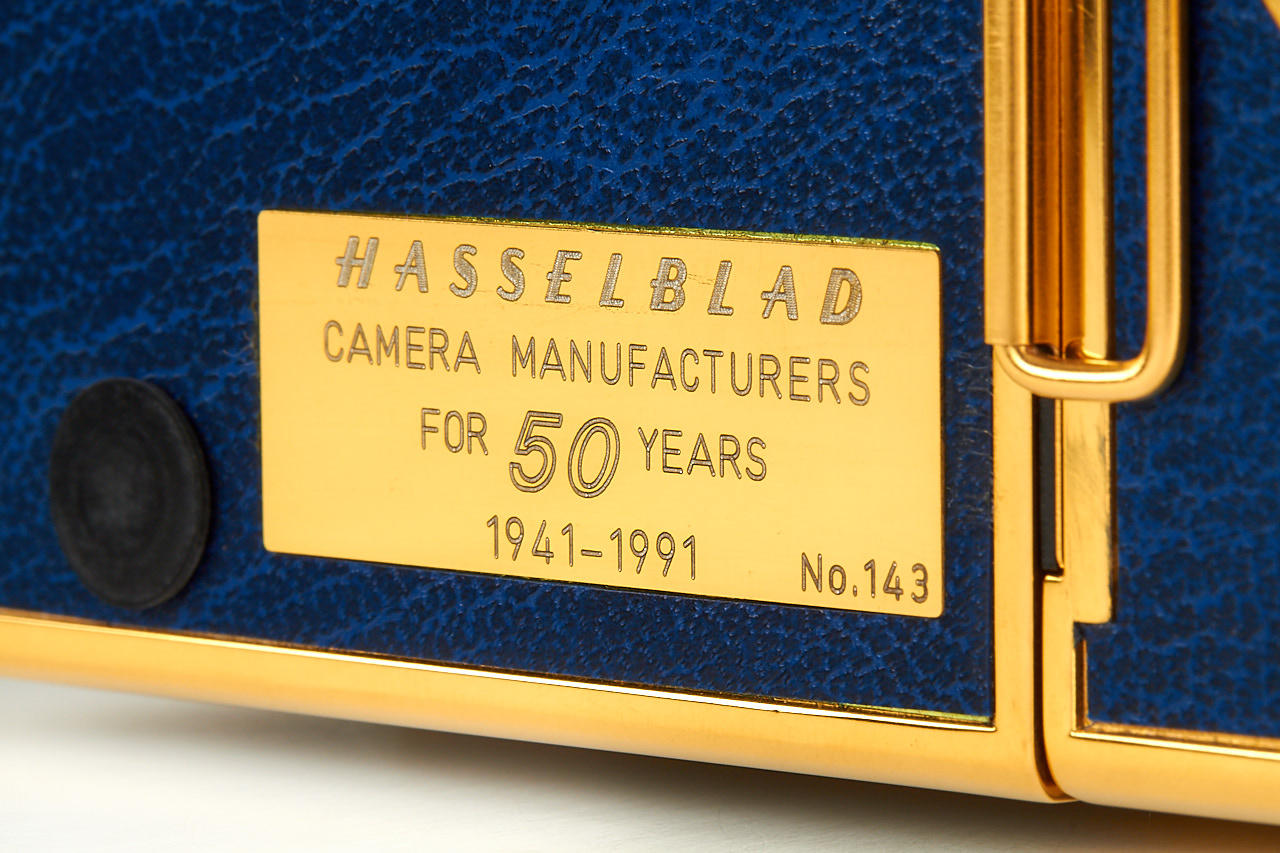 HASSELBLAD
CAMERA MANUFACTURERS
FOR 50 YEARS
1941-1991
No.143